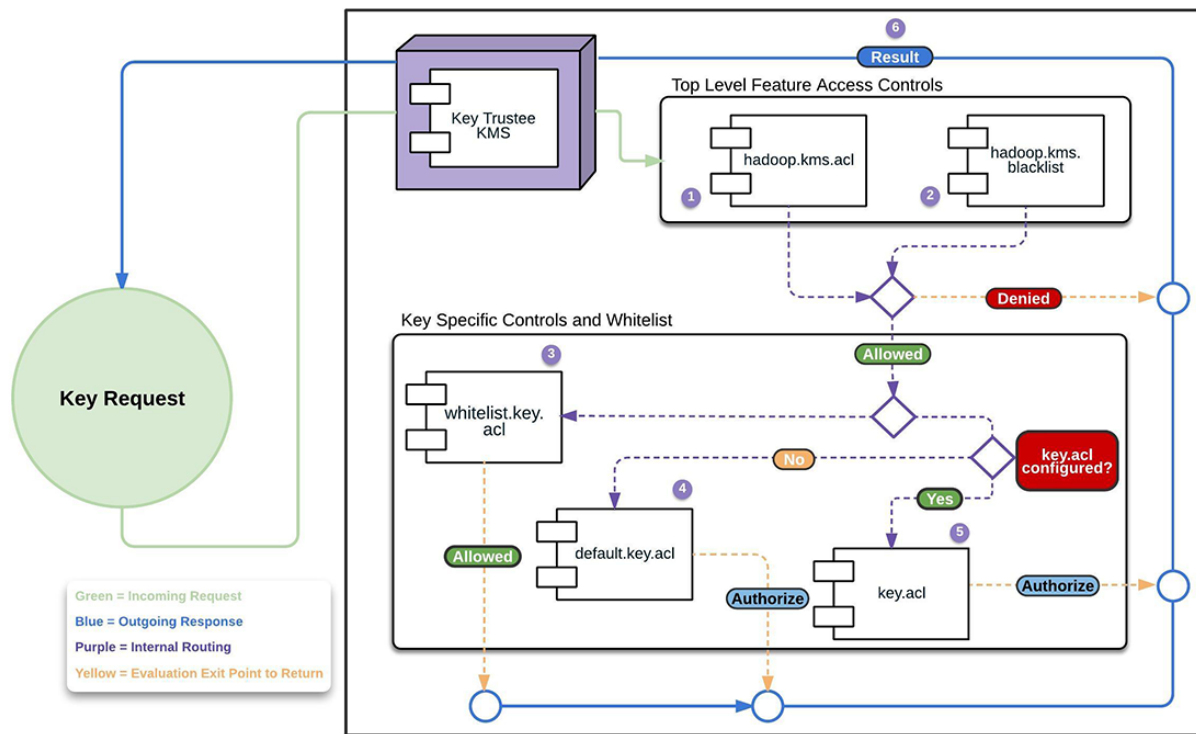 6
Result
Top Level Feature Access Controls
Key Trustee
KMS
hadoop.kms.acl
hadoop.kms.
blacklist
1
2
Denied
Key Specific Controls and Whitelist
3
Allowed
Key Request
whitelist.key.
acl
key.acl
configured?
No
4
Yes
5
Allowed
default.key.acl
Authorize
key.acl
Authorize
Green = Incoming Request
Blue = Outgoing Response
Purple = Internal Routing
Yellow = Evaluation Exit Point to Return